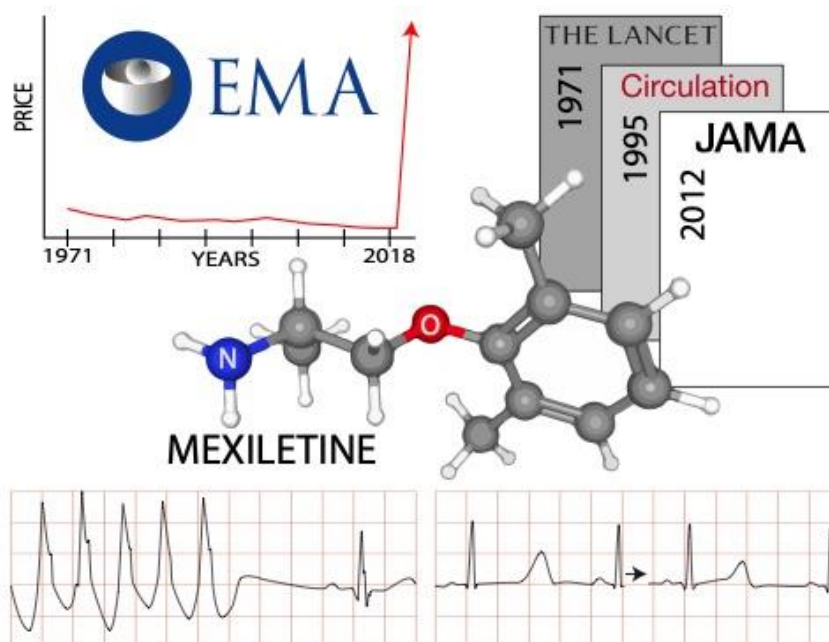 PRICE
EMA
1971
YEARS
2018
THE LANCET
1971
Circulation
1995
JAMA
2012
N
O
MEXILETINE